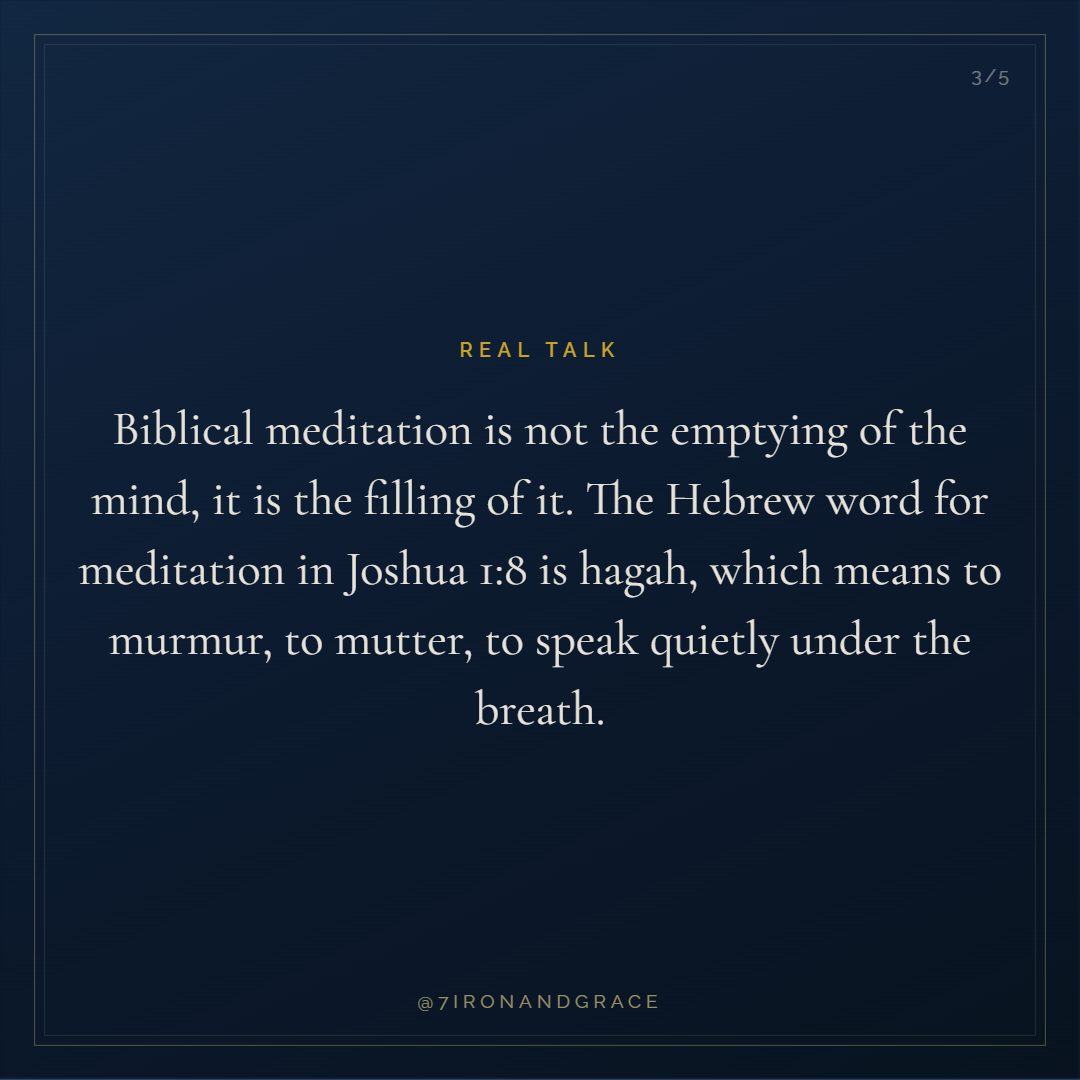 3/5
REAL TALK
Biblical meditation is not the emptying of the
mind, it is the filling of it. The Hebrew word for
meditation in Joshua 1:8 is hagah, which means to
murmur, to mutter, to speak quietly under the
breath.
@7IRONANDGRACE